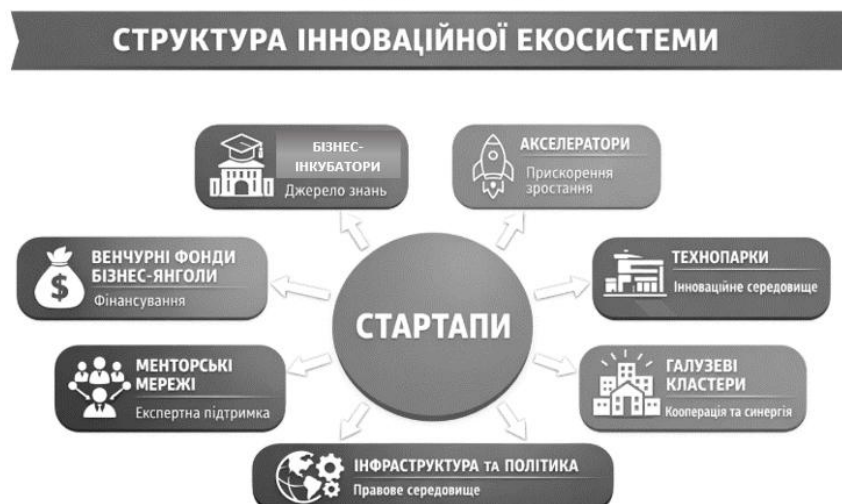 СТРУКТУРА ІННОВАЦІЙНОЇ ЕКОСИСТЕМИ
БІЗНЕС-
ІНКУБАТОРИ
Джерело знань
АКСЕЛЕРАТОРИ
Прискорення
зростання
ВЕНЧУРНІ ФОНДИ
БІЗНЕС-ЯНГОЛИ
Фінансування
ТЕХНОПАРКИ
Інноваційне середовище
СТАРТАПИ
МЕНТОРСЬКІ
МЕРЕЖІ
Експертна підтримка
ГАЛУЗЕВІ
КЛАСТЕРИ
Кооперація та синергія
ІНФРАСТРУКТУРА та ПОЛІТИКА
Правове середовище